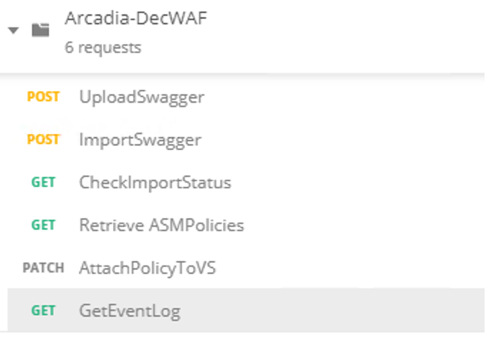 Arcadia-DecWAF
6 requests
POST UploadSwagger
POST ImportSwagger
GET CheckImportStatus
GET Retrieve ASMPolicies
PATCH AttachPolicyToVS
GET GetEventLog